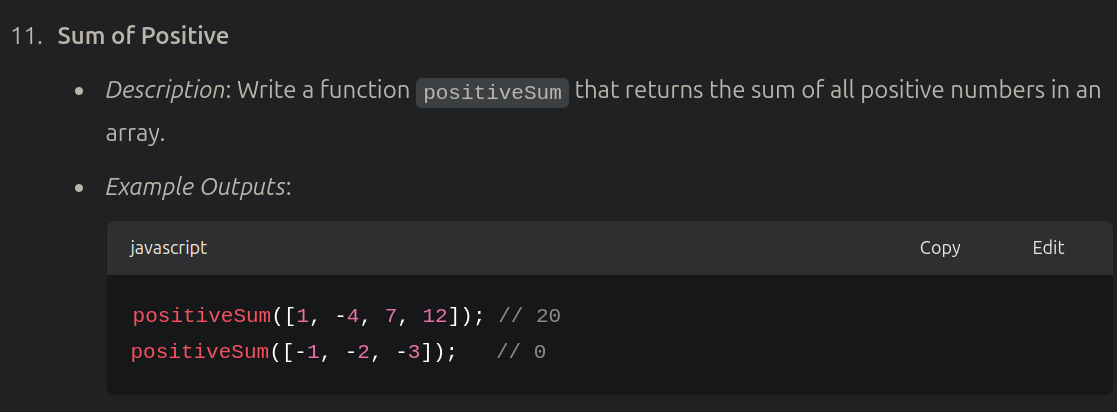 11. Sum of Positive
• Description: Write a function positiveSum that returns the sum of all positive numbers in an
array.
• Example Outputs:
javascript Copy Edit
positiveSum([1, -4, 7, 12]); // 20
positiveSum([-1, -2, -3]);   // 0